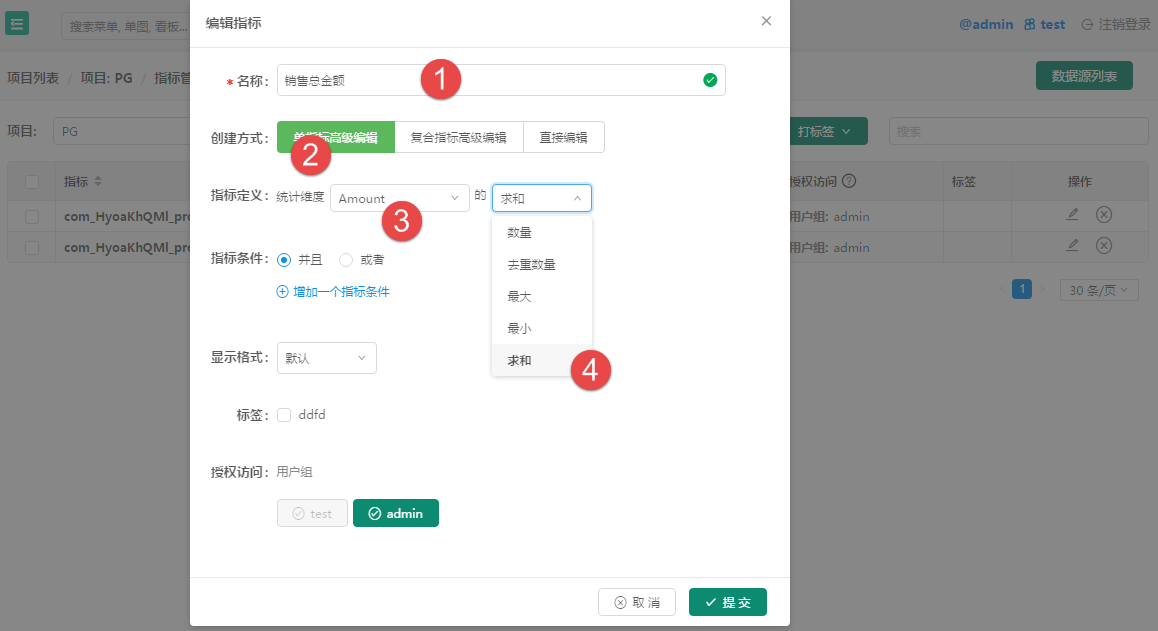 编辑指标
搜索菜单, 单图, 看板...
@admin test 注销登录
项目列表 / 项目: PG / 指标管
数据源列表
* 名称: 销售总金额 1
项目: PG
创建方式: 单指标高级编辑 复合指标高级编辑 直接编辑
2
打标签
搜索
指标
授权访问 标签 操作
指标定义: 统计维度 Amount 的 求和
3
com_HyoaKhQMl_pro
用户组: admin
com_HyoaKhQMl_pro
用户组: admin
数量
去重数量
最大
最小
求和
4
指标条件: 并且 或者
增加一个指标条件
1 30 条/页
显示格式: 默认
标签: ddfd
授权访问: 用户组
test admin
取 消 提 交